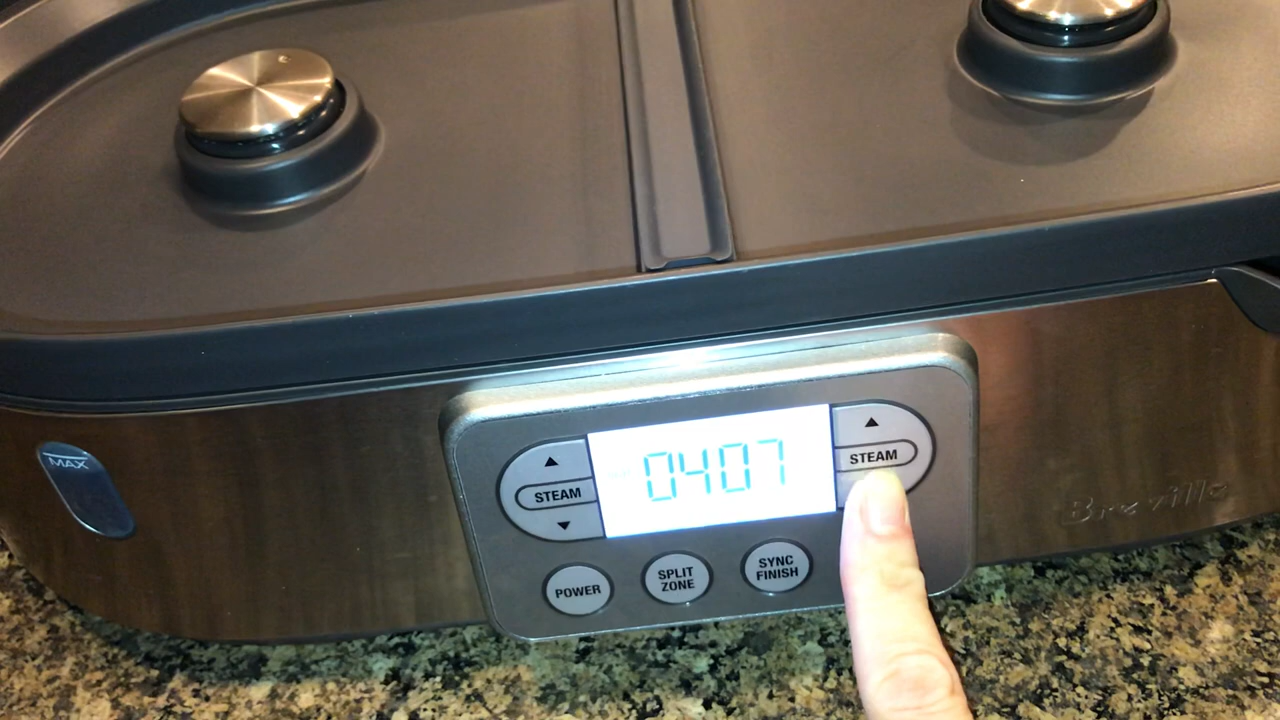 MAX
▲
STEAM
▼
0407
▲
STEAM
POWER
SPLIT
ZONE
SYNC
FINISH
Breville